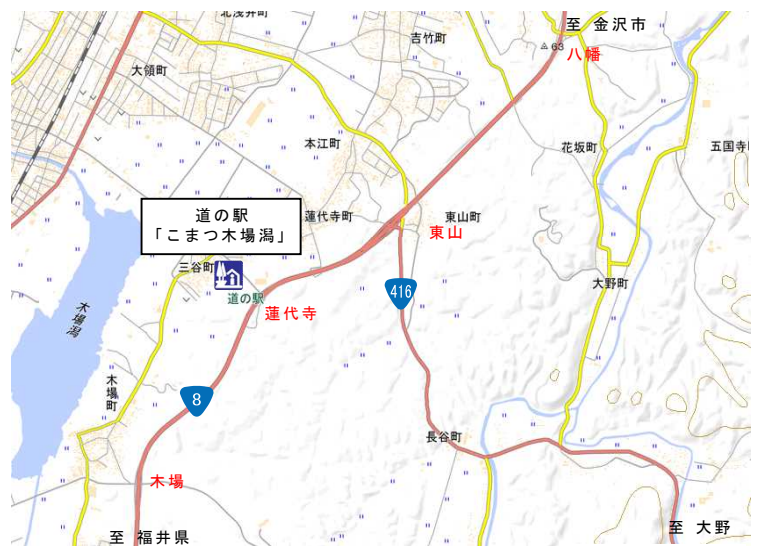 北浅井町
至 金沢市
吉竹町
63
八幡
大領町
本江町
花坂町
五国寺
道の駅
「こまつ木場潟」
蓮代寺町
東山町
東山
三谷町
大野町
416
道の駅
蓮代寺
木場潟
木場町
8
長谷町
木場
至 大野
至 福井県